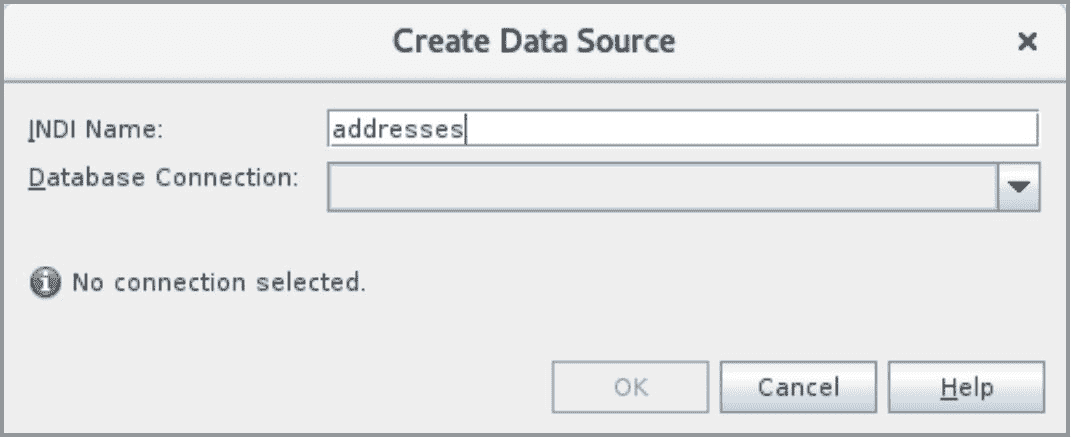 Create Data Source
JNDI Name: addresses
Database Connection:
No connection selected.
OK Cancel Help